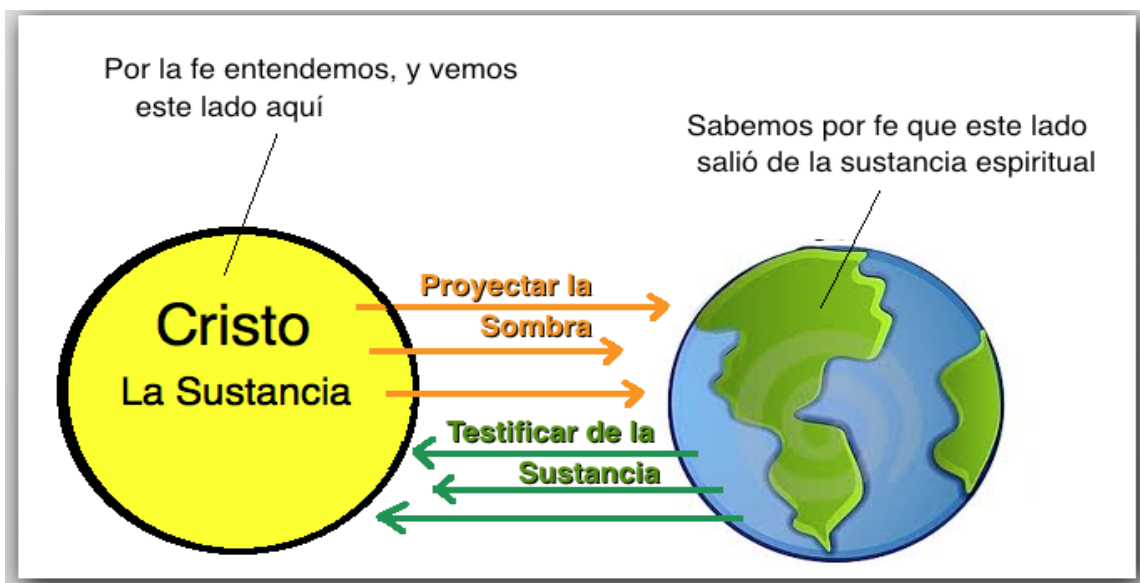 Por la fe entendemos, y vemos
este lado aquí
Sabemos por fe que este lado
salió de la sustancia espiritual
Cristo
La Sustancia
Proyectar la
Sombra
Testificar de la
Sustancia